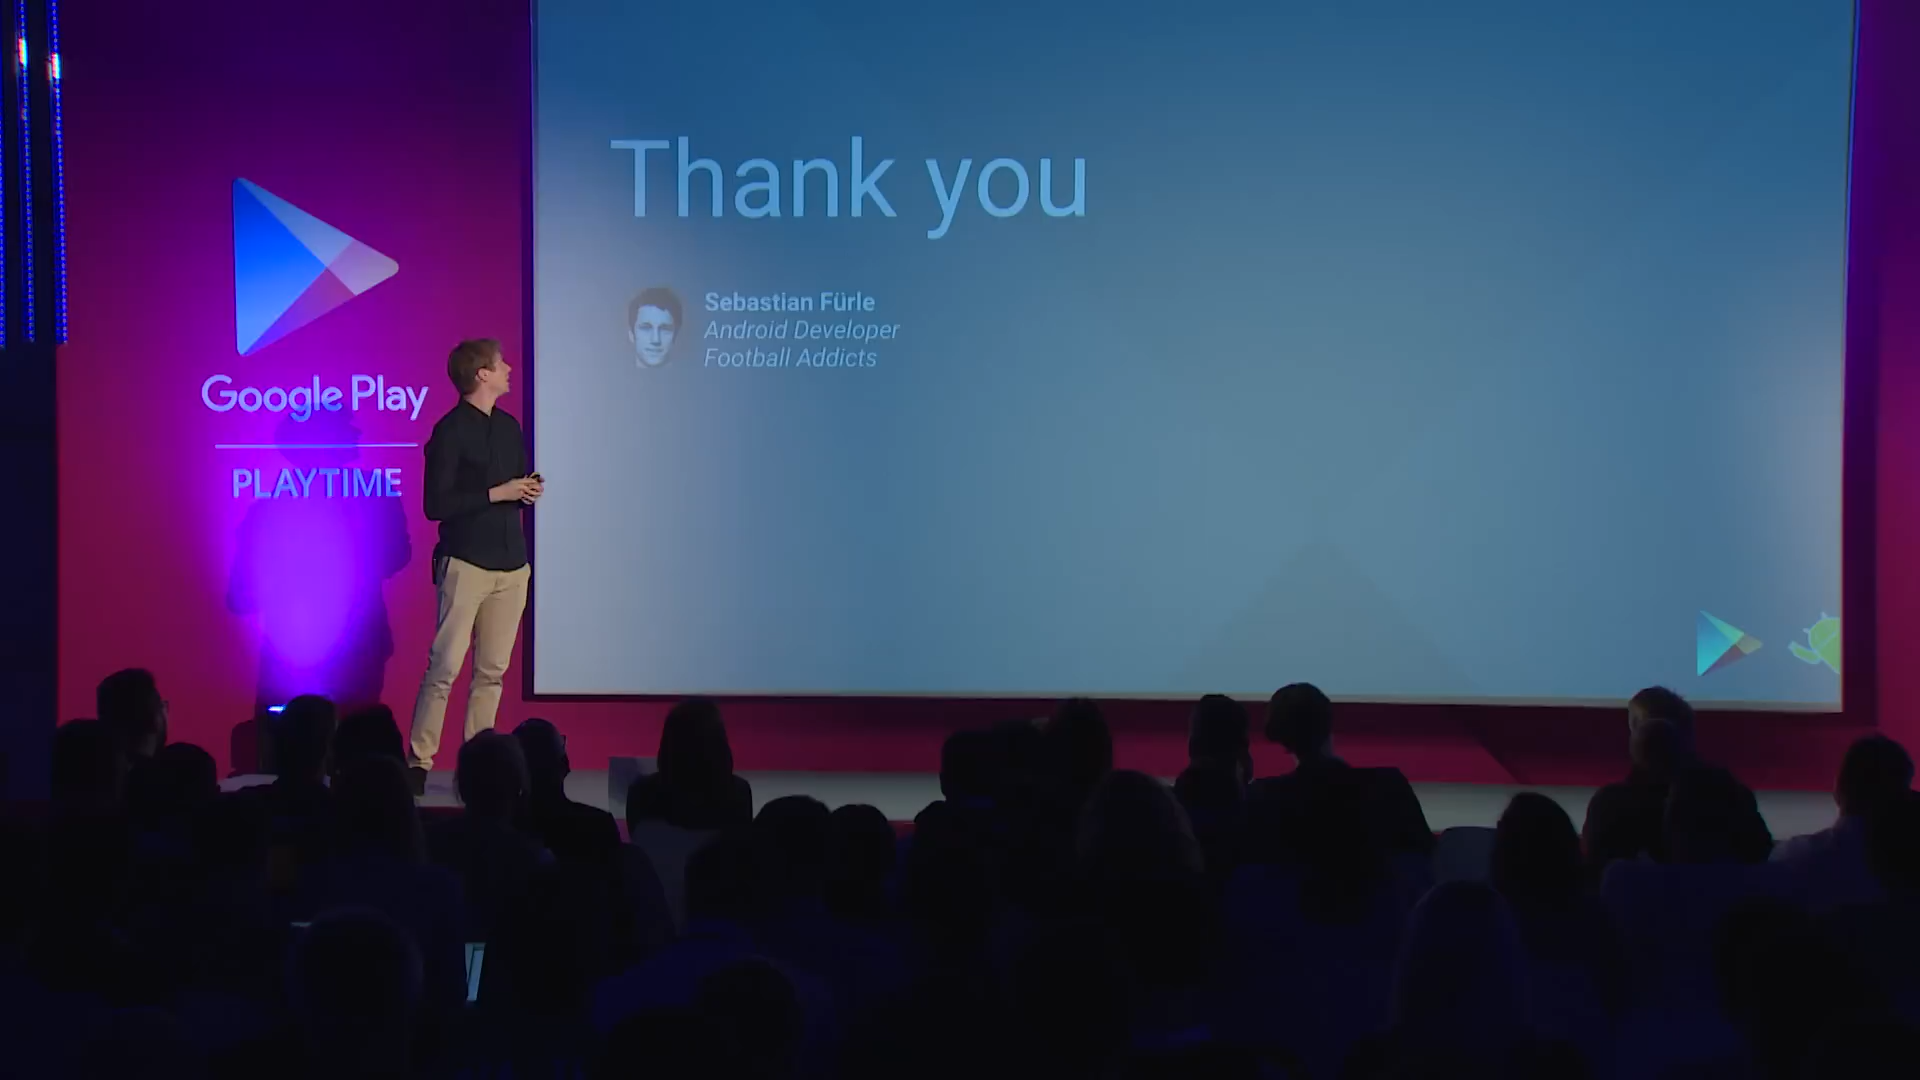 Thank you
Sebastian Fürle
Android Developer
Football Addicts
Google Play
PLAYTIME